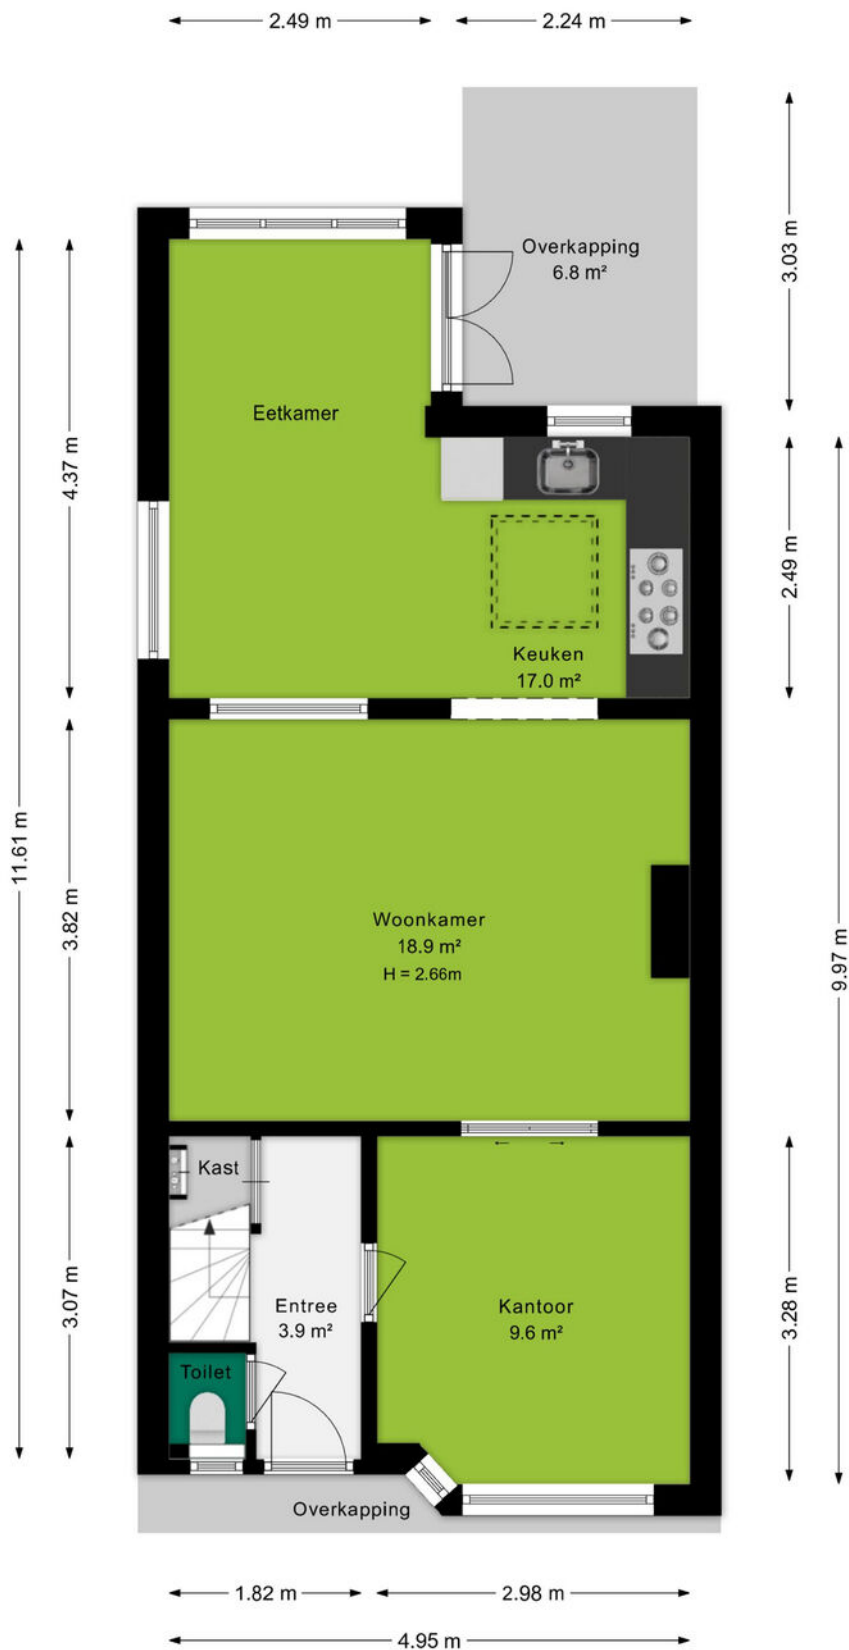 2.49 m
2.24 m
3.03 m
Overkapping
6.8 m²
Eetkamer
4.37 m
2.49 m
Keuken
17.0 m²
11.61 m
3.82 m
Woonkamer
18.9 m²
H = 2.66m
9.97 m
Kast
3.07 m
Entree
3.9 m²
Kantoor
9.6 m²
3.28 m
Toilet
Overkapping
1.82 m
2.98 m
4.95 m